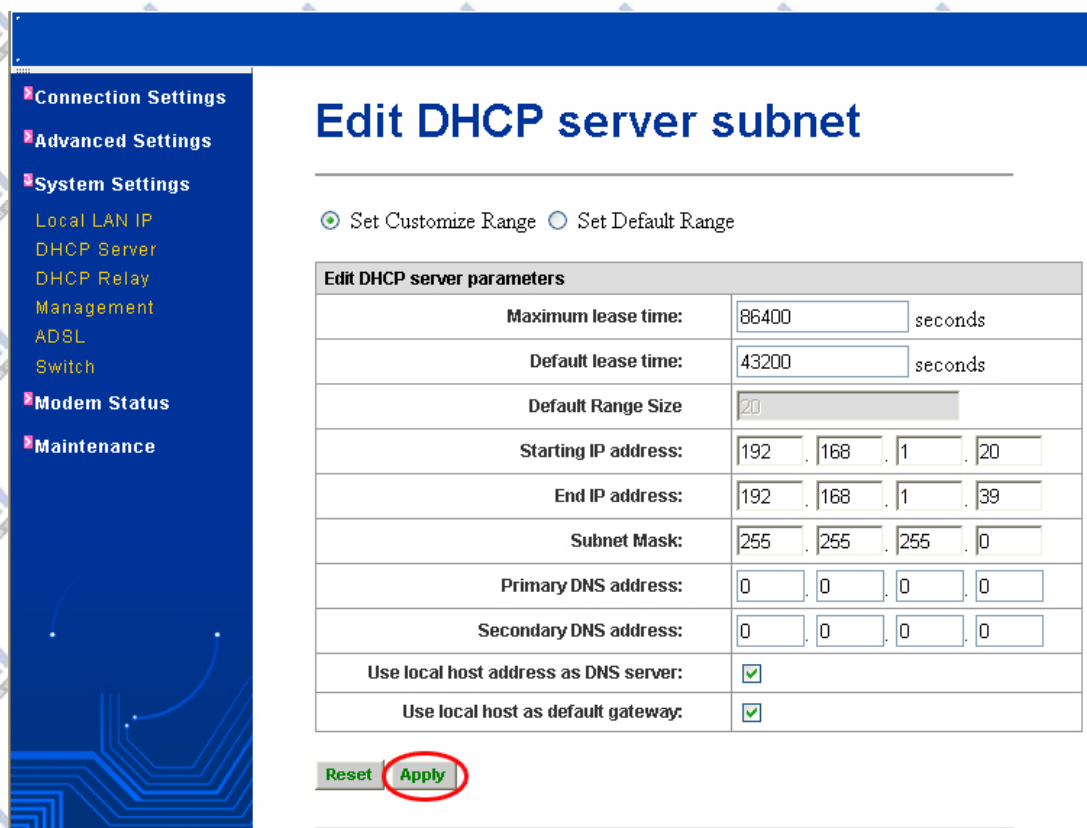 Connection Settings
Advanced Settings
System Settings
Local LAN IP
DHCP Server
DHCP Relay
Management
ADSL
Switch
Modem Status
Maintenance
Edit DHCP server subnet
Set Customize Range Set Default Range
Edit DHCP server parameters
Maximum lease time: 86400 seconds
Default lease time: 43200 seconds
Default Range Size 20
Starting IP address: 192 . 168 . 1 . 20
End IP address: 192 . 168 . 1 . 39
Subnet Mask: 255 . 255 . 255 . 0
Primary DNS address: 0 . 0 . 0 . 0
Secondary DNS address: 0 . 0 . 0 . 0
Use local host address as DNS server:
Use local host as default gateway:
Reset Apply